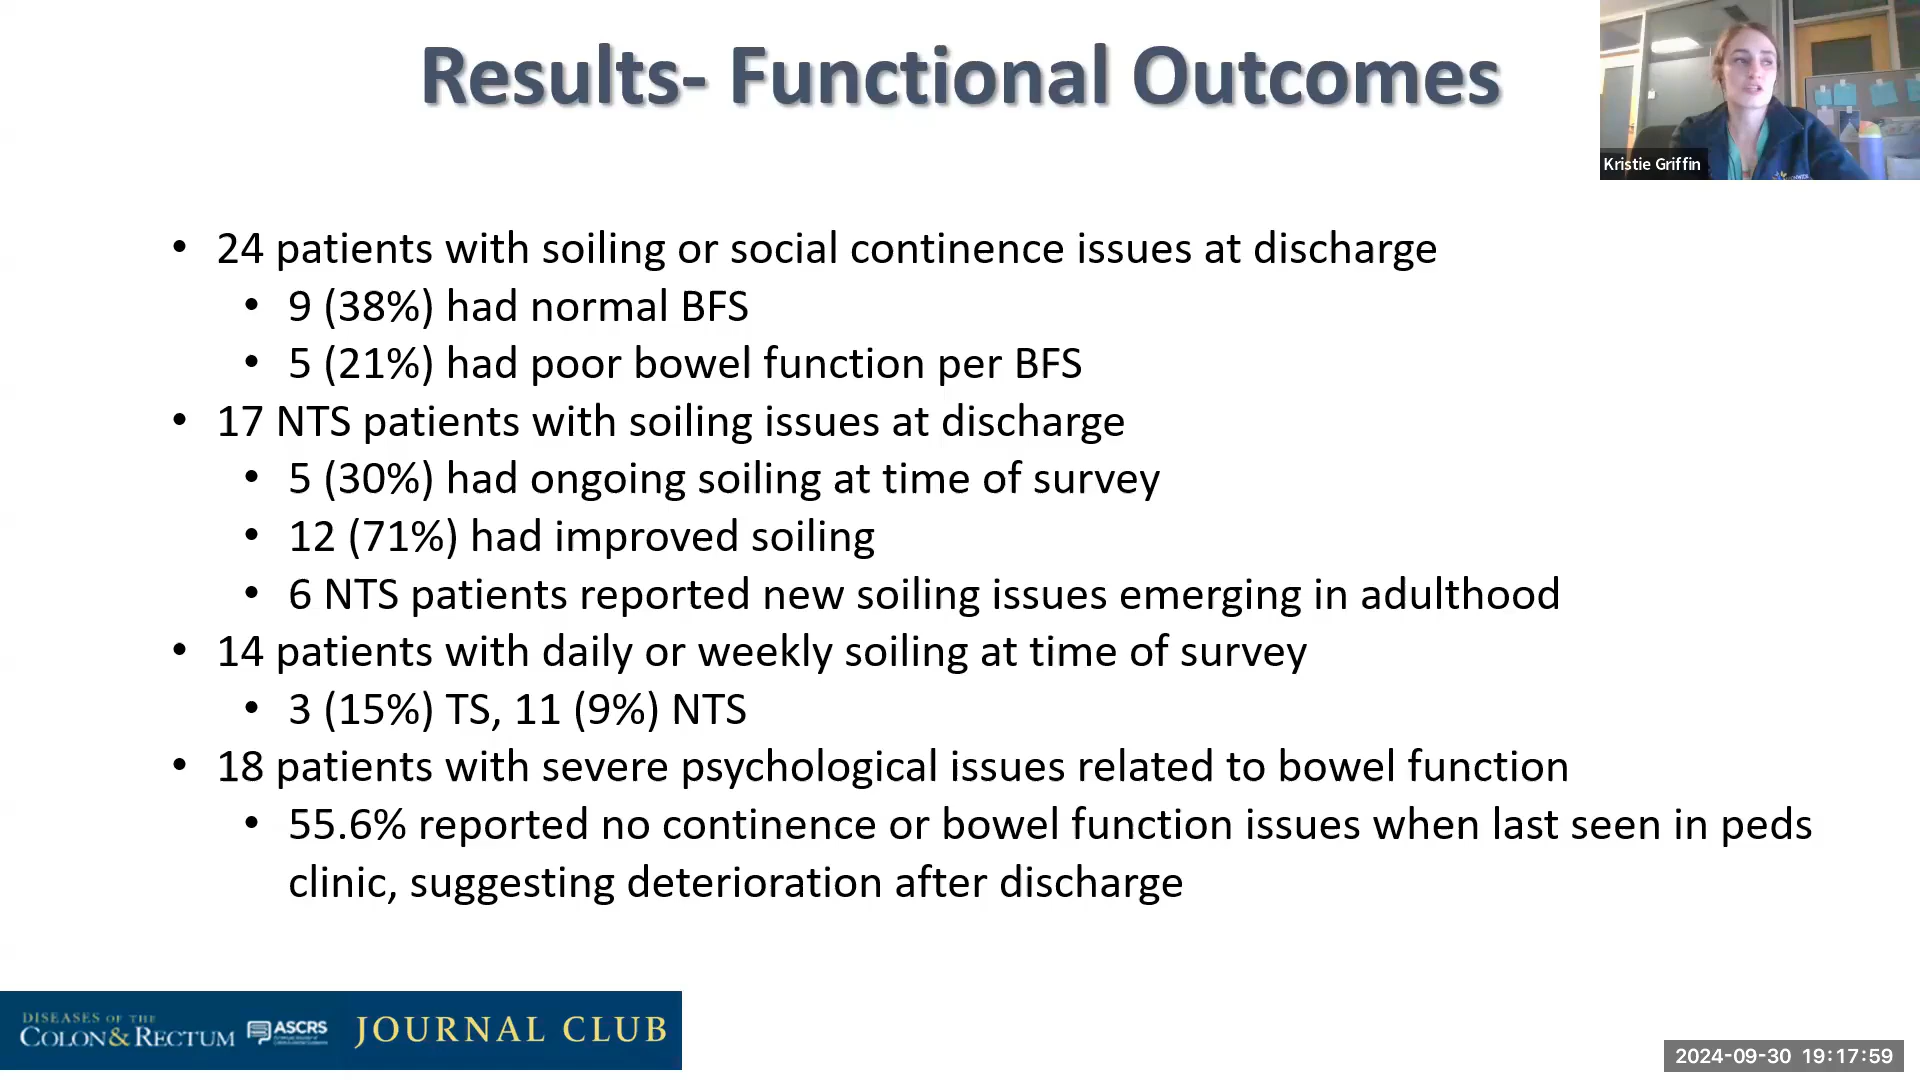 Results- Functional Outcomes
Kristie Griffin
• 24 patients with soiling or social continence issues at discharge
• 9 (38%) had normal BFS
• 5 (21%) had poor bowel function per BFS
• 17 NTS patients with soiling issues at discharge
• 5 (30%) had ongoing soiling at time of survey
• 12 (71%) had improved soiling
• 6 NTS patients reported new soiling issues emerging in adulthood
• 14 patients with daily or weekly soiling at time of survey
• 3 (15%) TS, 11 (9%) NTS
• 18 patients with severe psychological issues related to bowel function
• 55.6% reported no continence or bowel function issues when last seen in peds
clinic, suggesting deterioration after discharge
DISEASES OF THE
COLON&RECTUM
ASCRS
JOURNAL CLUB
2024-09-30 19:17:59